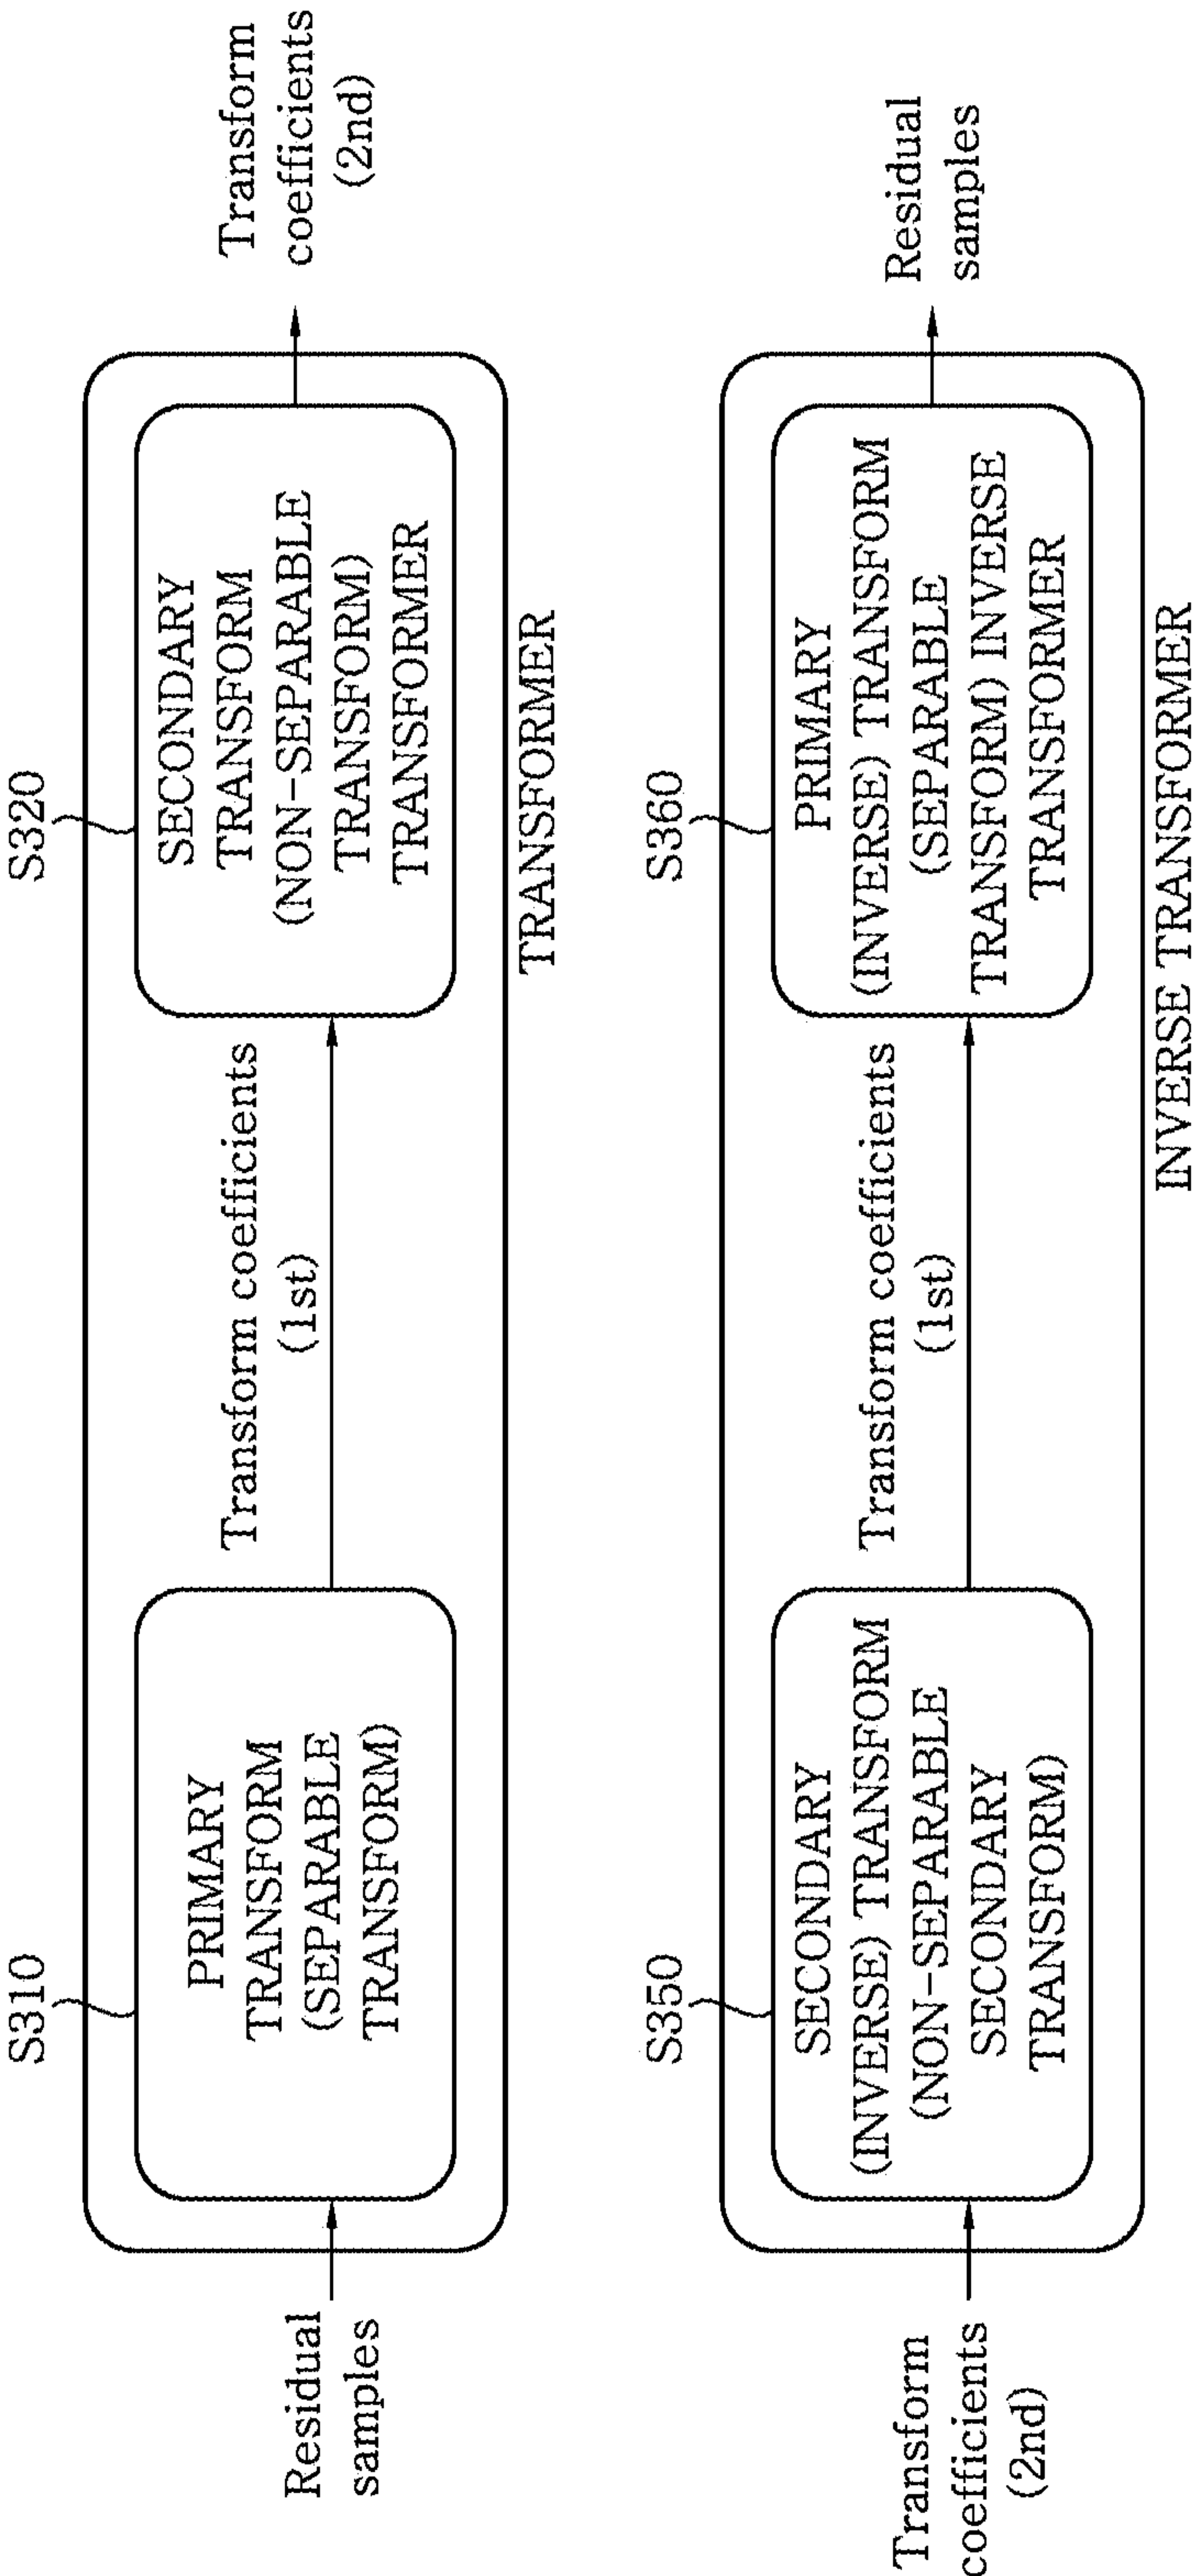 S310
S320
Residual
samples
PRIMARY
TRANSFORM
(SEPARABLE
TRANSFORM)
Transform coefficients
(1st)
SECONDARY
TRANSFORM
(NON-SEPARABLE
TRANSFORM)
TRANSFORMER
Transform
coefficients
(2nd)
TRANSFORMER
S350
S360
Transform
coefficients
(2nd)
SECONDARY
(INVERSE) TRANSFORM
(NON-SEPARABLE
SECONDARY
TRANSFORM)
Transform coefficients
(1st)
PRIMARY
(INVERSE) TRANSFORM
(SEPARABLE
TRANSFORM) INVERSE
TRANSFORMER
Residual
samples
INVERSE TRANSFORMER